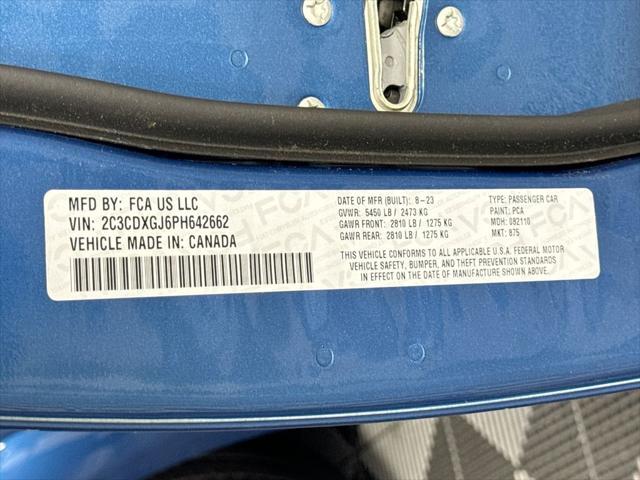 MFD BY: FCA US LLC
VIN: 2C3CDXGJ6PH642662
VEHICLE MADE IN: CANADA
DATE OF MFR (BUILT): 8-23
GVWR: 5450 LB / 2473 KG
GAWR FRONT: 2810 LB / 1275 KG
GAWR REAR: 2810 LB / 1275 KG
TYPE: PASSENGER CAR
PAINT: PCA
MDH: 082110
MKT: 875
THIS VEHICLE CONFORMS TO ALL APPLICABLE U.S.A. FEDERAL MOTOR
VEHICLE SAFETY, BUMPER, AND THEFT PREVENTION STANDARDS
IN EFFECT ON THE DATE OF MANUFACTURE SHOWN ABOVE.